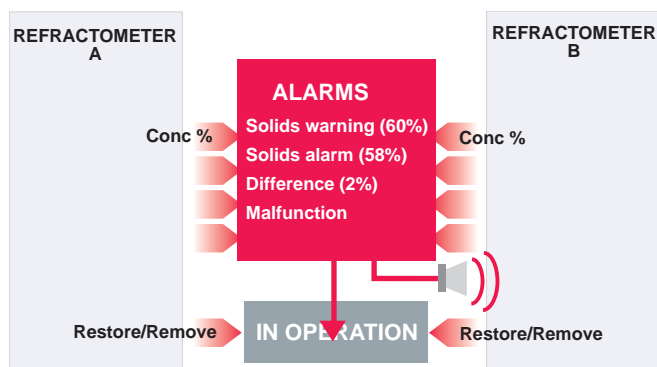 REFRACTOMETER
A
REFRACTOMETER
B
ALARMS
Solids warning (60%)
Conc %
Conc %
Solids alarm (58%)
Difference (2%)
Malfunction
Restore/Remove
IN OPERATION
Restore/Remove